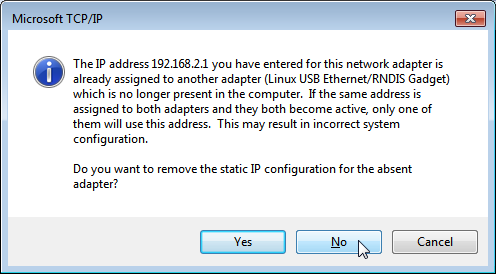 Microsoft TCP/IP
The IP address 192.168.2.1 you have entered for this network adapter is
already assigned to another adapter (Linux USB Ethernet/RNDIS Gadget)
which is no longer present in the computer.  If the same address is
assigned to both adapters and they both become active, only one of
them will use this address.  This may result in incorrect system
configuration.
Do you want to remove the static IP configuration for the absent
adapter?
Yes
No
Cancel